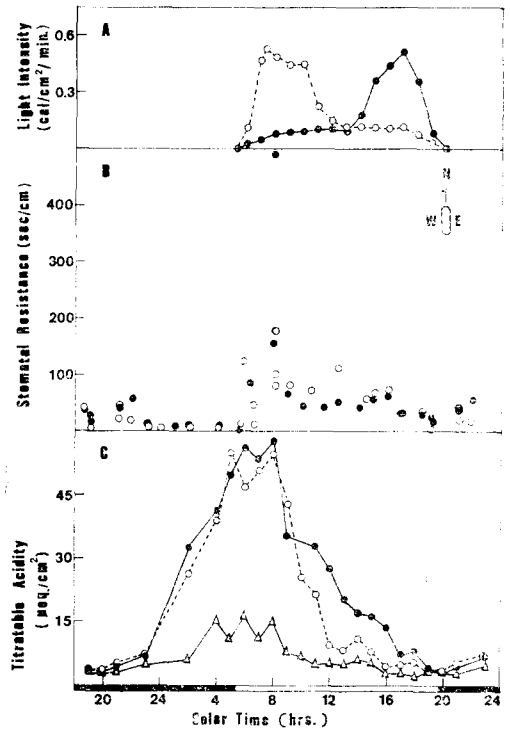 A
Light Intensity
(cal/cm²/min.)
0.6
0.3
B
Stomatal Resistance (sec/cm)
400
300
200
100
N
W E
C
Titratable Acidity
(μeq./cm²)
45
30
15
20 24 4 8 12 16 20 24
Solar Time (hrs.)